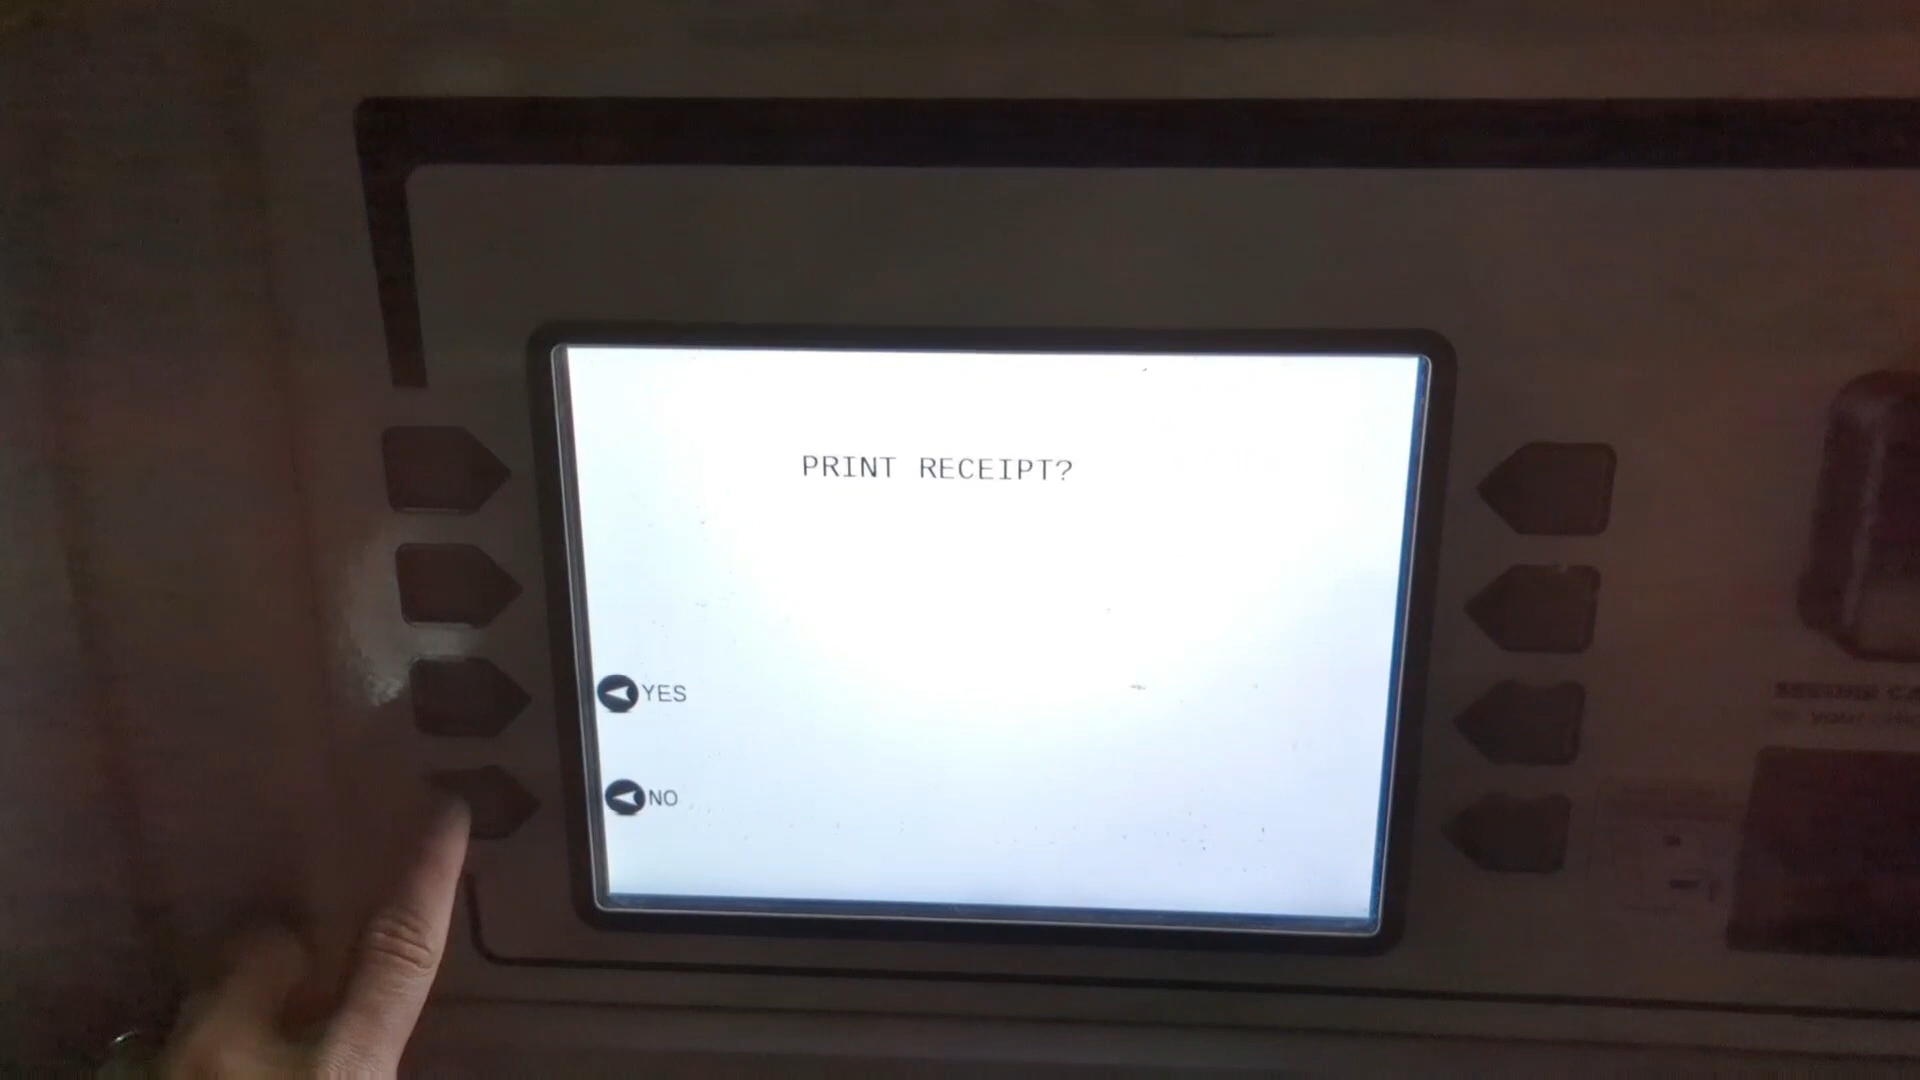 PRINT RECEIPT?
YES
NO